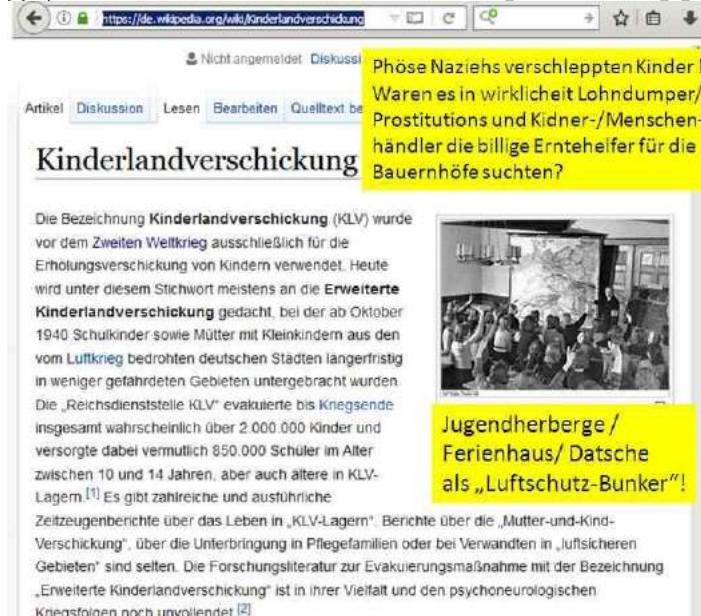 https://de.wikipedia.org/wiki/Kinderlandverschickung
Nicht angemeldet Diskussi
Phöse Naziehs verschleppten Kinder !
Waren es in wirklicheit Lohndumper/
Prostitutions und Kidner-/Menschen-
händler die billige Erntehelfer für die
Bauernhöfe suchten?
Artikel Diskussion Lesen Bearbeiten Quelltext be
Kinderlandverschickung
Die Bezeichnung Kinderlandverschickung (KLV) wurde
vor dem Zweiten Weltkrieg ausschließlich für die
Erholungsverschickung von Kindern verwendet. Heute
wird unter diesem Stichwort meistens an die Erweiterte
Kinderlandverschickung gedacht, bei der ab Oktober
1940 Schulkinder sowie Mütter mit Kleinkindern aus den
vom Luftkrieg bedrohten deutschen Städten längerfristig
in weniger gefährdeten Gebieten untergebracht wurden.
Die „Reichsdienststelle KLV" evakuierte bis Kriegsende
insgesamt wahrscheinlich über 2.000.000 Kinder und
versorgte dabei vermutlich 850.000 Schüler im Alter
zwischen 10 und 14 Jahren, aber auch ältere in KLV-
Lagern.[1] Es gibt zahlreiche und ausführliche
Jugendherberge /
Ferienhaus/ Datsche
als „Luftschutz-Bunker"!
Zeitzeugenberichte über das Leben in „KLV-Lagern". Berichte über die „Mutter-und-Kind-
Verschickung", über die Unterbringung in Pflegefamilien oder bei Verwandten in „luftsicheren
Gebieten" sind selten. Die Forschungsliteratur zur Evakuierungsmaßnahme mit der Bezeichnung
„Erweiterte Kinderlandverschickung" ist in ihrer Vielfalt und den psychoneurologischen
Kriegsfolgen noch unvollendet.[2]